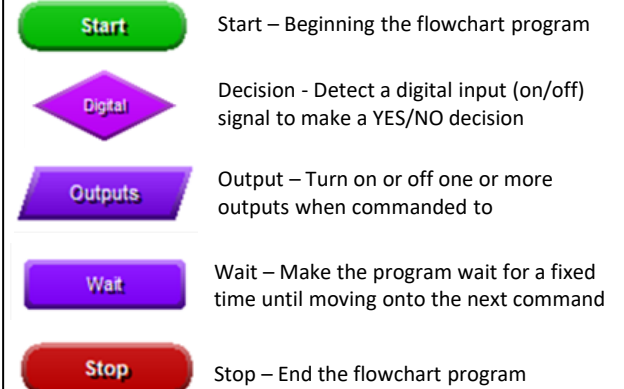 Start
Start – Beginning the flowchart program
Digital
Decision - Detect a digital input (on/off)
signal to make a YES/NO decision
Outputs
Output – Turn on or off one or more
outputs when commanded to
Wait
Wait – Make the program wait for a fixed
time until moving onto the next command
Stop
Stop – End the flowchart program